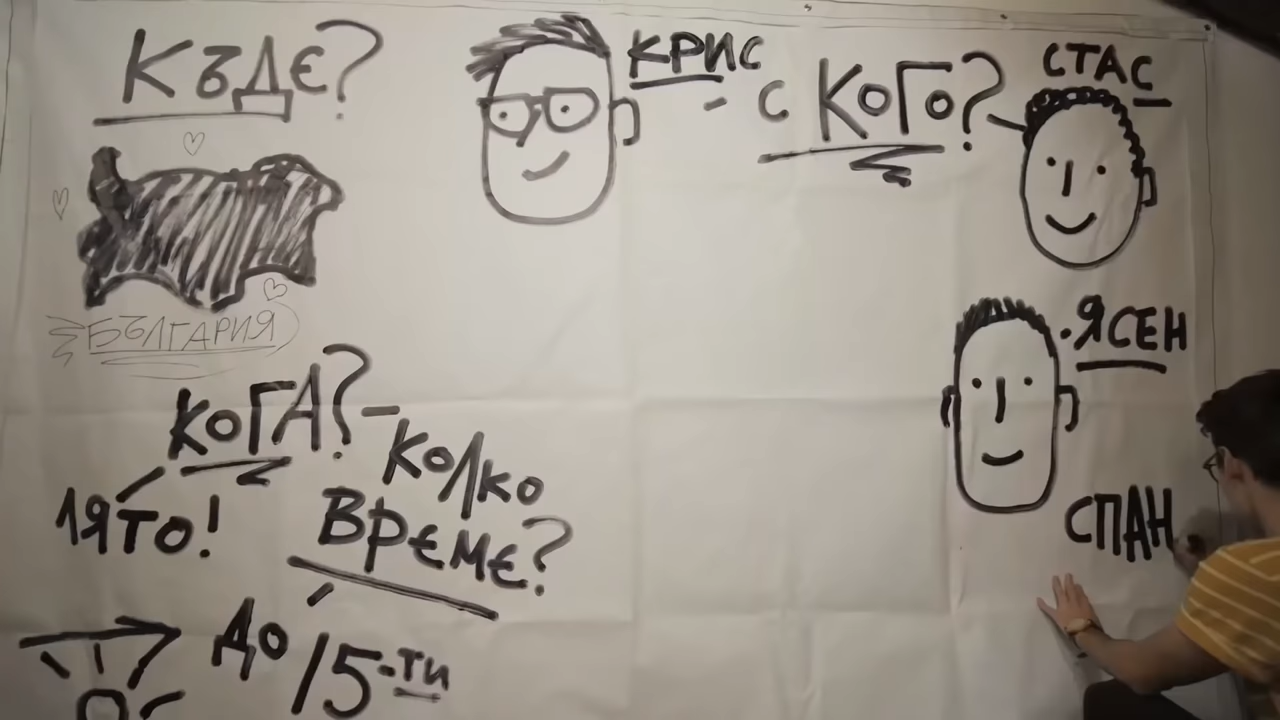 КЪДЕ?
БЪЛГАРИЯ
КОГА? -
ЛЯТО!
КОЛКО
ВРЕМЕ?
ДО 15-ТИ
КРИС
- С КОГО?
СТАС
ЯСЕН
СПАН